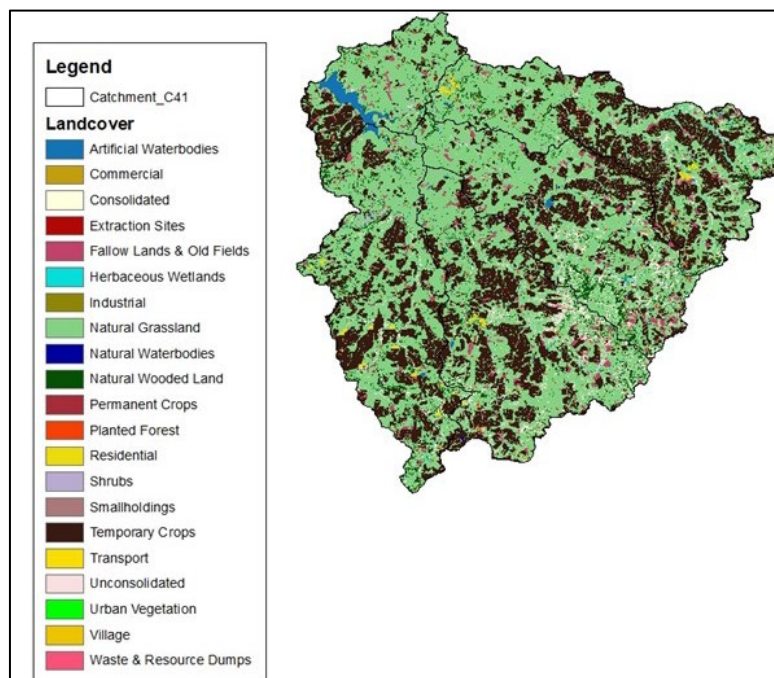 Legend
Catchment_C41
Landcover
Artificial Waterbodies
Commercial
Consolidated
Extraction Sites
Fallow Lands & Old Fields
Herbaceous Wetlands
Industrial
Natural Grassland
Natural Waterbodies
Natural Wooded Land
Permanent Crops
Planted Forest
Residential
Shrubs
Smallholdings
Temporary Crops
Transport
Unconsolidated
Urban Vegetation
Village
Waste & Resource Dumps